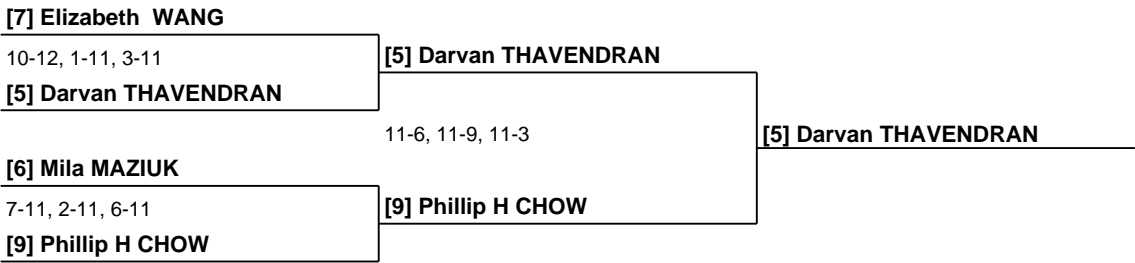 [7] Elizabeth  WANG
10-12, 1-11, 3-11
[5] Darvan THAVENDRAN
[5] Darvan THAVENDRAN
11-6, 11-9, 11-3
[5] Darvan THAVENDRAN
[6] Mila MAZIUK
7-11, 2-11, 6-11
[9] Phillip H CHOW
[9] Phillip H CHOW